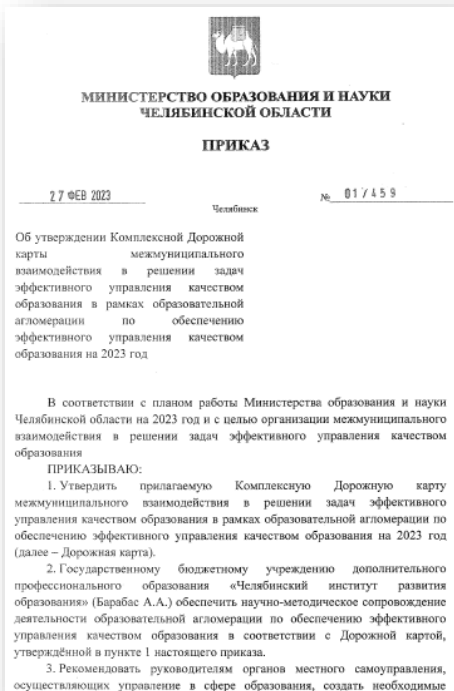 МИНИСТЕРСТВО ОБРАЗОВАНИЯ И НАУКИ
ЧЕЛЯБИНСКОЙ ОБЛАСТИ
ПРИКАЗ
27 ФЕВ 2023 № 01/459
Челябинск
Об утверждении Комплексной Дорожной
карты межмуниципального
взаимодействия в решении задач
эффективного управления качеством
образования в рамках образовательной
агломерации по обеспечению
эффективного управления качеством
образования на 2023 год
В соответствии с планом работы Министерства образования и науки
Челябинской области на 2023 год и с целью организации межмуниципального
взаимодействия в решении задач эффективного управления качеством
образования
ПРИКАЗЫВАЮ:
1. Утвердить прилагаемую Комплексную Дорожную карту
межмуниципального взаимодействия в решении задач эффективного
управления качеством образования в рамках образовательной агломерации по
обеспечению эффективного управления качеством образования на 2023 год
(далее – Дорожная карта).
2. Государственному бюджетному учреждению дополнительного
профессионального образования «Челябинский институт развития
образования» (Барабас А.А.) обеспечить научно-методическое сопровождение
деятельности образовательной агломерации по обеспечению эффективного
управления качеством образования в соответствии с Дорожной картой,
утверждённой в пункте 1 настоящего приказа.
3. Рекомендовать руководителям органов местного самоуправления,
осуществляющих управление в сфере образования, создать необходимые